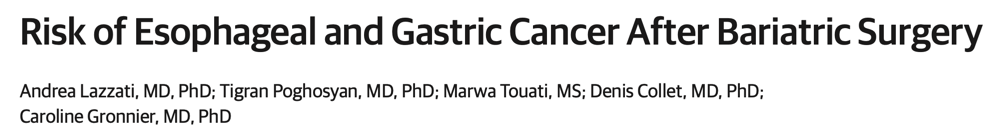 Risk of Esophageal and Gastric Cancer After Bariatric Surgery
Andrea Lazzati, MD, PhD; Tigran Poghosyan, MD, PhD; Marwa Touati, MS; Denis Collet, MD, PhD;
Caroline Gronnier, MD, PhD